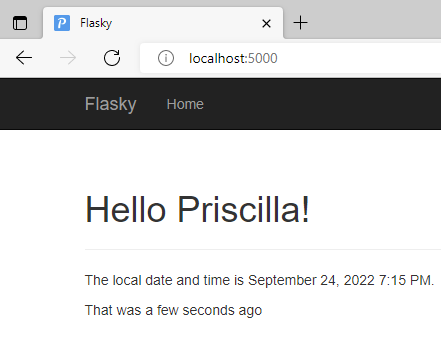 Flasky
localhost:5000
Flasky Home
Hello Priscilla!
The local date and time is September 24, 2022 7:15 PM.
That was a few seconds ago